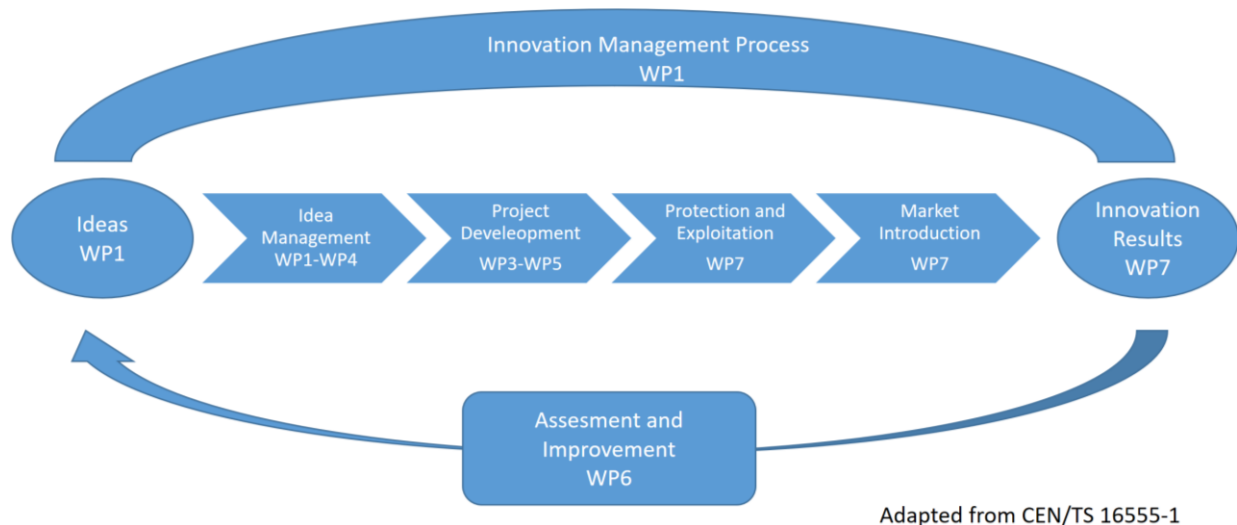 Innovation Management Process
WP1
Ideas
WP1
Idea
Management
WP1-WP4
Project
Develeopment
WP3-WP5
Protection and
Exploitation
WP7
Market
Introduction
WP7
Innovation
Results
WP7
Assesment and
Improvement
WP6
Adapted from CEN/TS 16555-1